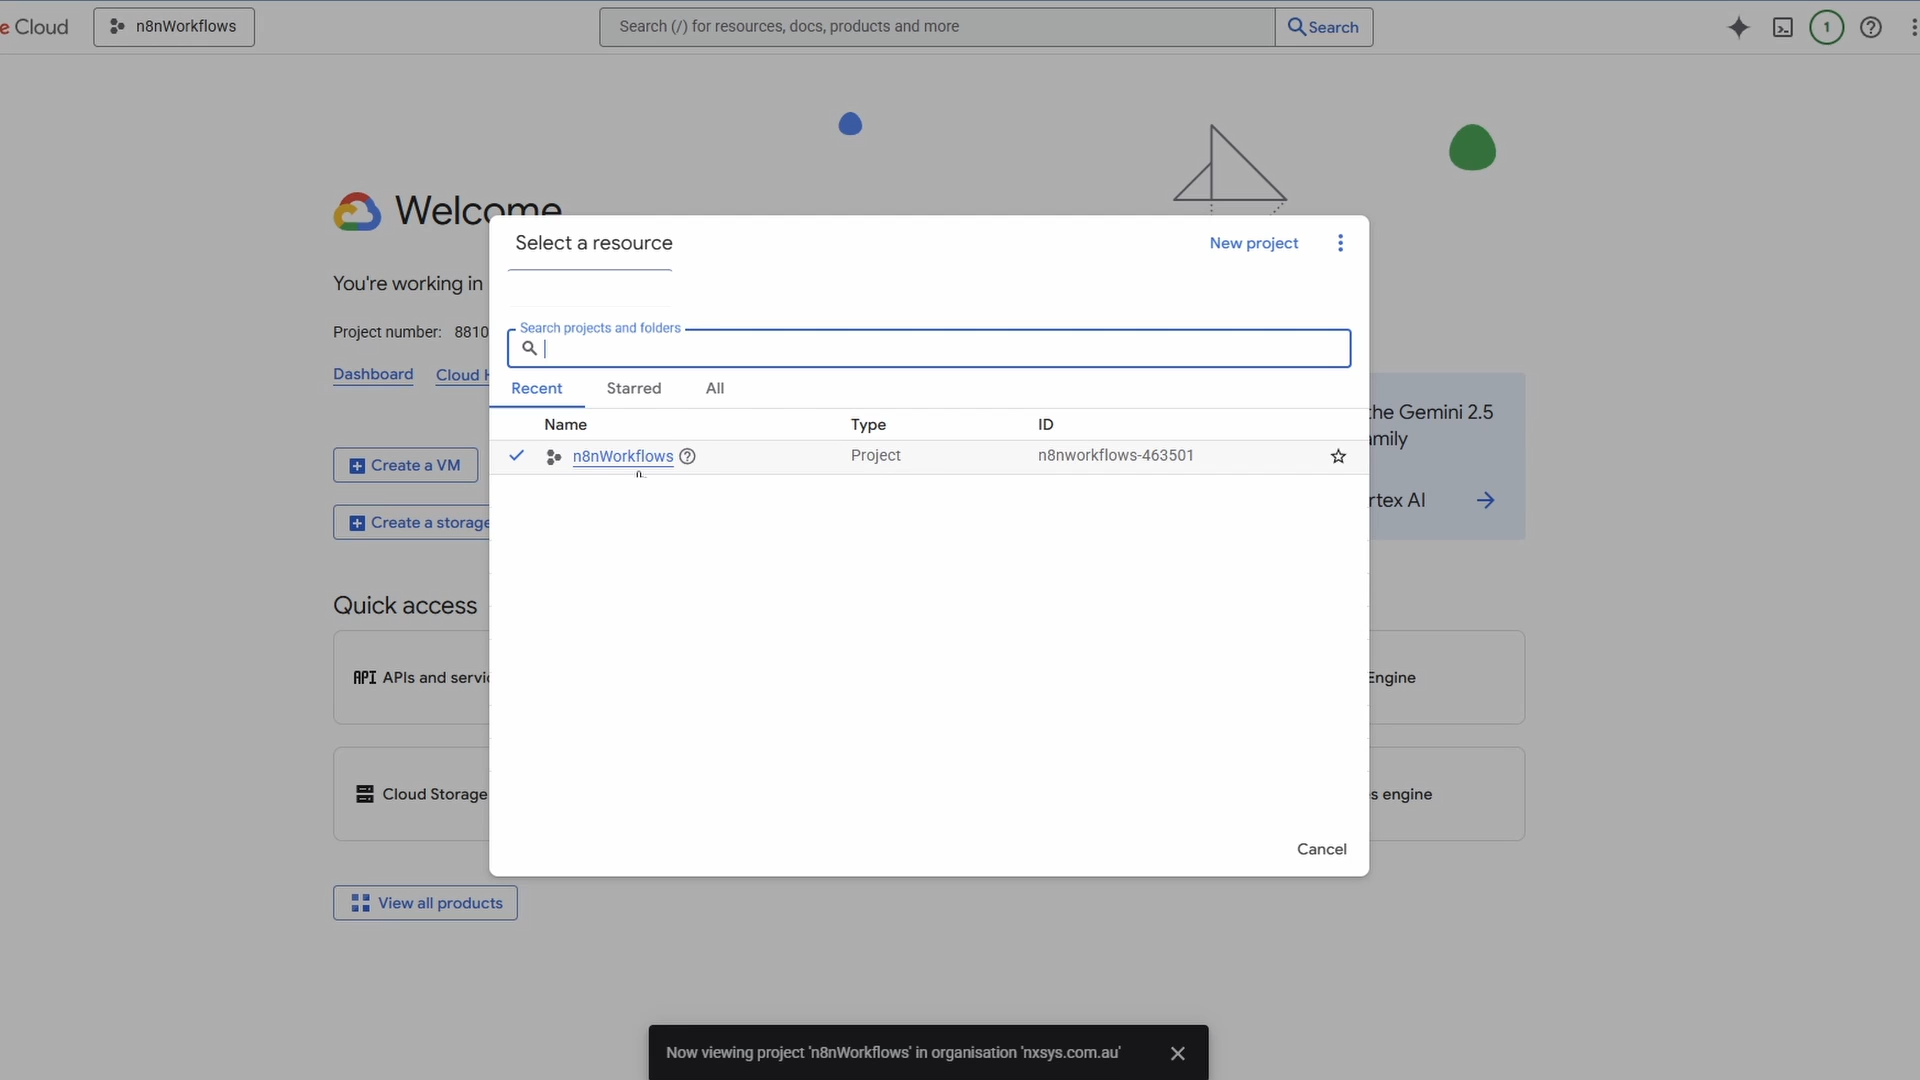 e Cloud
n8nWorkflows
Search (/) for resources, docs, products and more
Search
1
Welcome
You're working in
Project number: 8810
Dashboard
Cloud H
Create a VM
Create a storage
Quick access
API APIs and servic
Cloud Storage
View all products
Select a resource
New project
Search projects and folders
Recent
Starred
All
Name
Type
ID
n8nWorkflows
Project
n8nworkflows-463501
Cancel
the Gemini 2.5
amily
rtex AI
Engine
s engine
Now viewing project 'n8nWorkflows' in organisation 'nxsys.com.au'